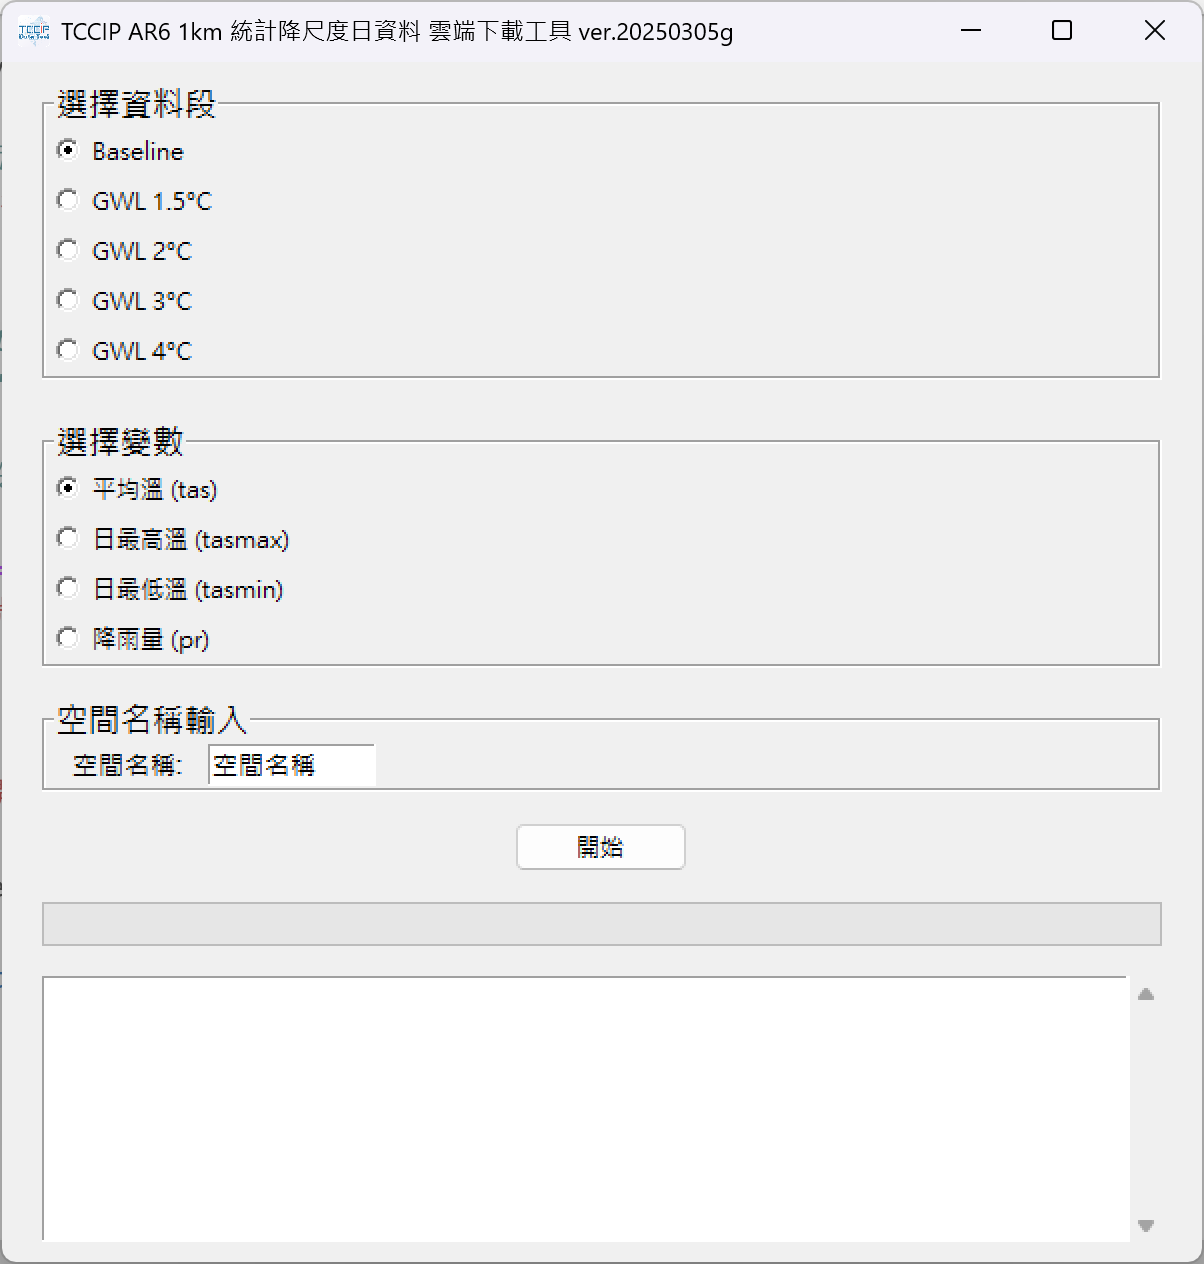 TCCIP AR6 1km 統計降尺度日資料 雲端下載工具 ver.20250305g
選擇資料段
Baseline
GWL 1.5°C
GWL 2°C
GWL 3°C
GWL 4°C
選擇變數
平均溫 (tas)
日最高溫 (tasmax)
日最低溫 (tasmin)
降雨量 (pr)
空間名稱輸入
空間名稱: 空間名稱
開始